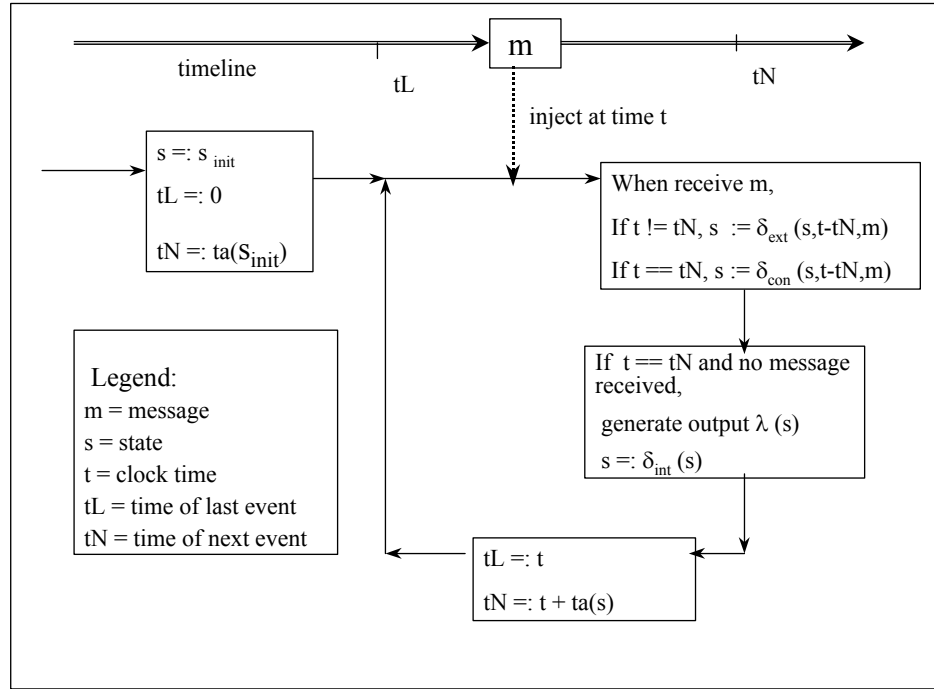 m
timeline
tL
tN
inject at time t
s =: s init
tL =: 0
tN =: ta(sinit)
When receive m,
If t != tN, s := δext (s,t-tN,m)
If t == tN, s := δcon (s,t-tN,m)
If t == tN and no message
received,
generate output λ (s)
s =: δint (s)
Legend:
m = message
s = state
t = clock time
tL = time of last event
tN = time of next event
tL =: t
tN =: t + ta(s)